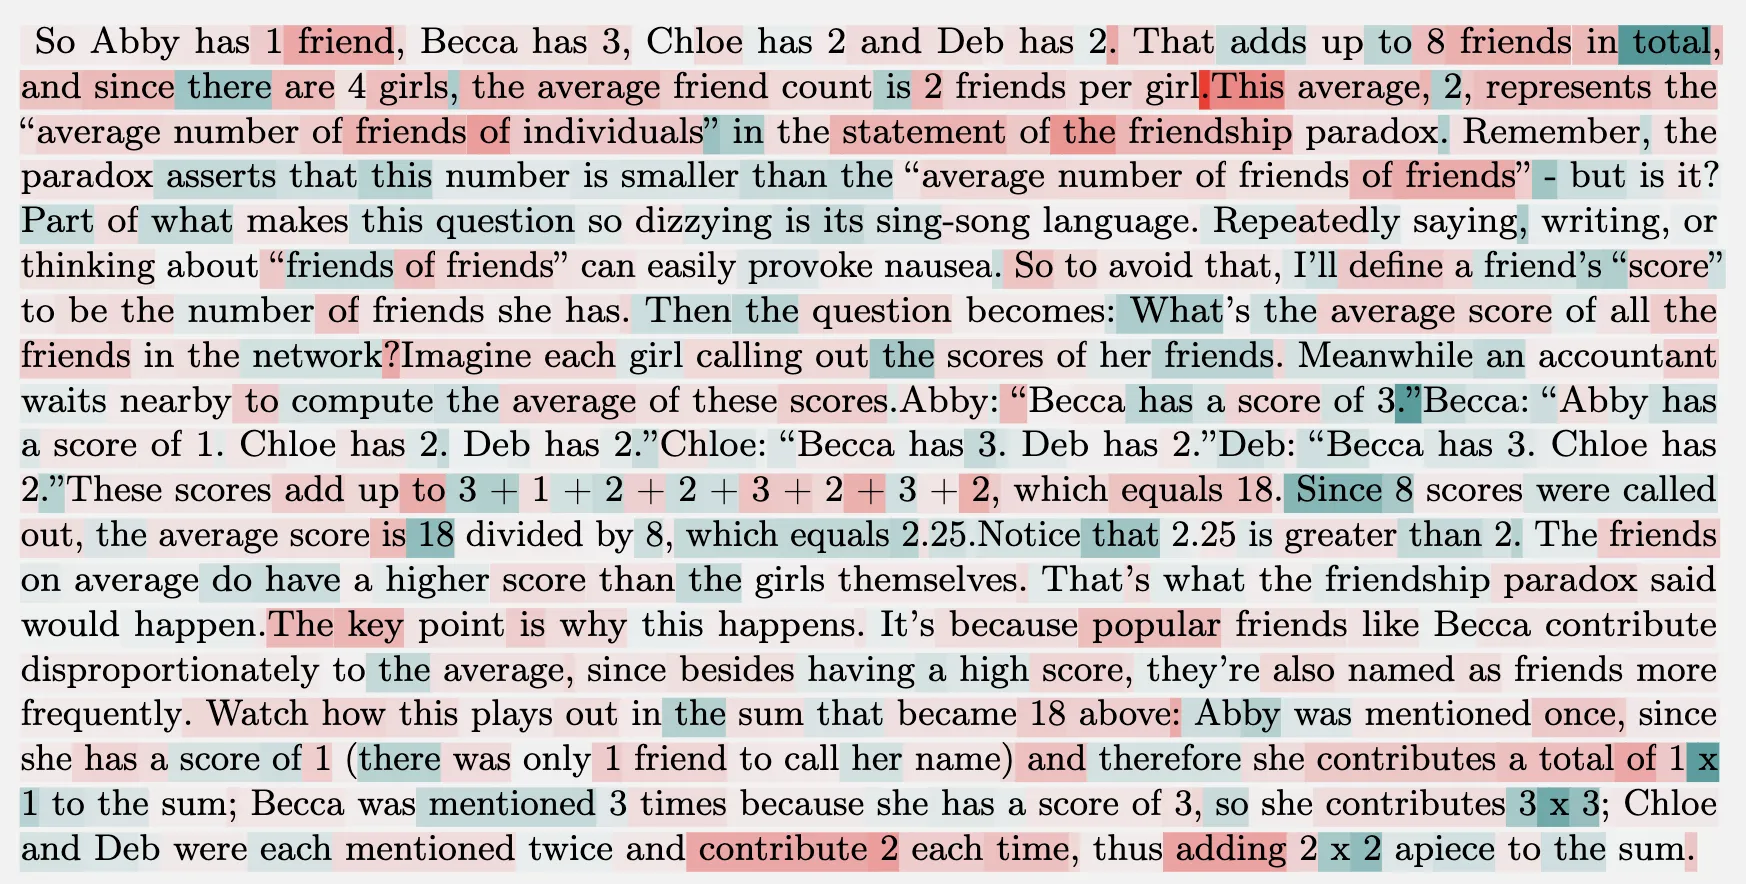 So Abby has 1 friend, Becca has 3, Chloe has 2 and Deb has 2. That adds up to 8 friends in total,
and since there are 4 girls, the average friend count is 2 friends per girl.This average, 2, represents the
“average number of friends of individuals” in the statement of the friendship paradox. Remember, the
paradox asserts that this number is smaller than the “average number of friends of friends” - but is it?
Part of what makes this question so dizzying is its sing-song language. Repeatedly saying, writing, or
thinking about “friends of friends” can easily provoke nausea. So to avoid that, I’ll define a friend’s “score”
to be the number of friends she has. Then the question becomes: What’s the average score of all the
friends in the network?Imagine each girl calling out the scores of her friends. Meanwhile an accountant
waits nearby to compute the average of these scores.Abby: “Becca has a score of 3.”Becca: “Abby has
a score of 1. Chloe has 2. Deb has 2.”Chloe: “Becca has 3. Deb has 2.”Deb: “Becca has 3. Chloe has
2.”These scores add up to 3 + 1 + 2 + 2 + 3 + 2 + 3 + 2, which equals 18. Since 8 scores were called
out, the average score is 18 divided by 8, which equals 2.25.Notice that 2.25 is greater than 2. The friends
on average do have a higher score than the girls themselves. That’s what the friendship paradox said
would happen.The key point is why this happens. It’s because popular friends like Becca contribute
disproportionately to the average, since besides having a high score, they’re also named as friends more
frequently. Watch how this plays out in the sum that became 18 above: Abby was mentioned once, since
she has a score of 1 (there was only 1 friend to call her name) and therefore she contributes a total of 1 x
1 to the sum; Becca was mentioned 3 times because she has a score of 3, so she contributes 3 x 3; Chloe
and Deb were each mentioned twice and contribute 2 each time, thus adding 2 x 2 apiece to the sum.